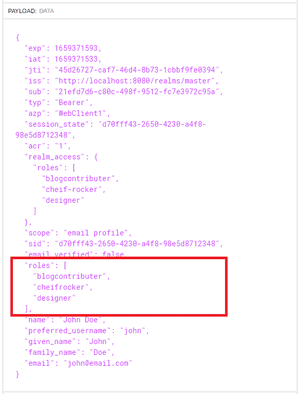 PAYLOAD: DATA
{
"exp": 1659371593,
"iat": 1659371533,
"jti": "45d26727-caf7-46d4-8b73-1cbbf9fe0394",
"iss": "http://localhost:8080/realms/master",
"sub": "21efd7d6-c80c-498f-9512-fc7e3972c95a",
"typ": "Bearer",
"azp": "WebClient1",
"session_state": "d70fff43-2650-4230-a4f8-
98e5d8712348",
"acr": "1",
"realm_access": {
"roles": [
"blogcontributer",
"cheif-rocker",
"designer"
]
},
"scope": "email profile",
"sid": "d70fff43-2650-4230-a4f8-98e5d8712348",
"email_verified": false,
"roles": [
"blogcontributer",
"cheifrocker",
"designer"
],
"name": "John Doe",
"preferred_username": "john",
"given_name": "John",
"family_name": "Doe",
"email": "john@email.com"
}